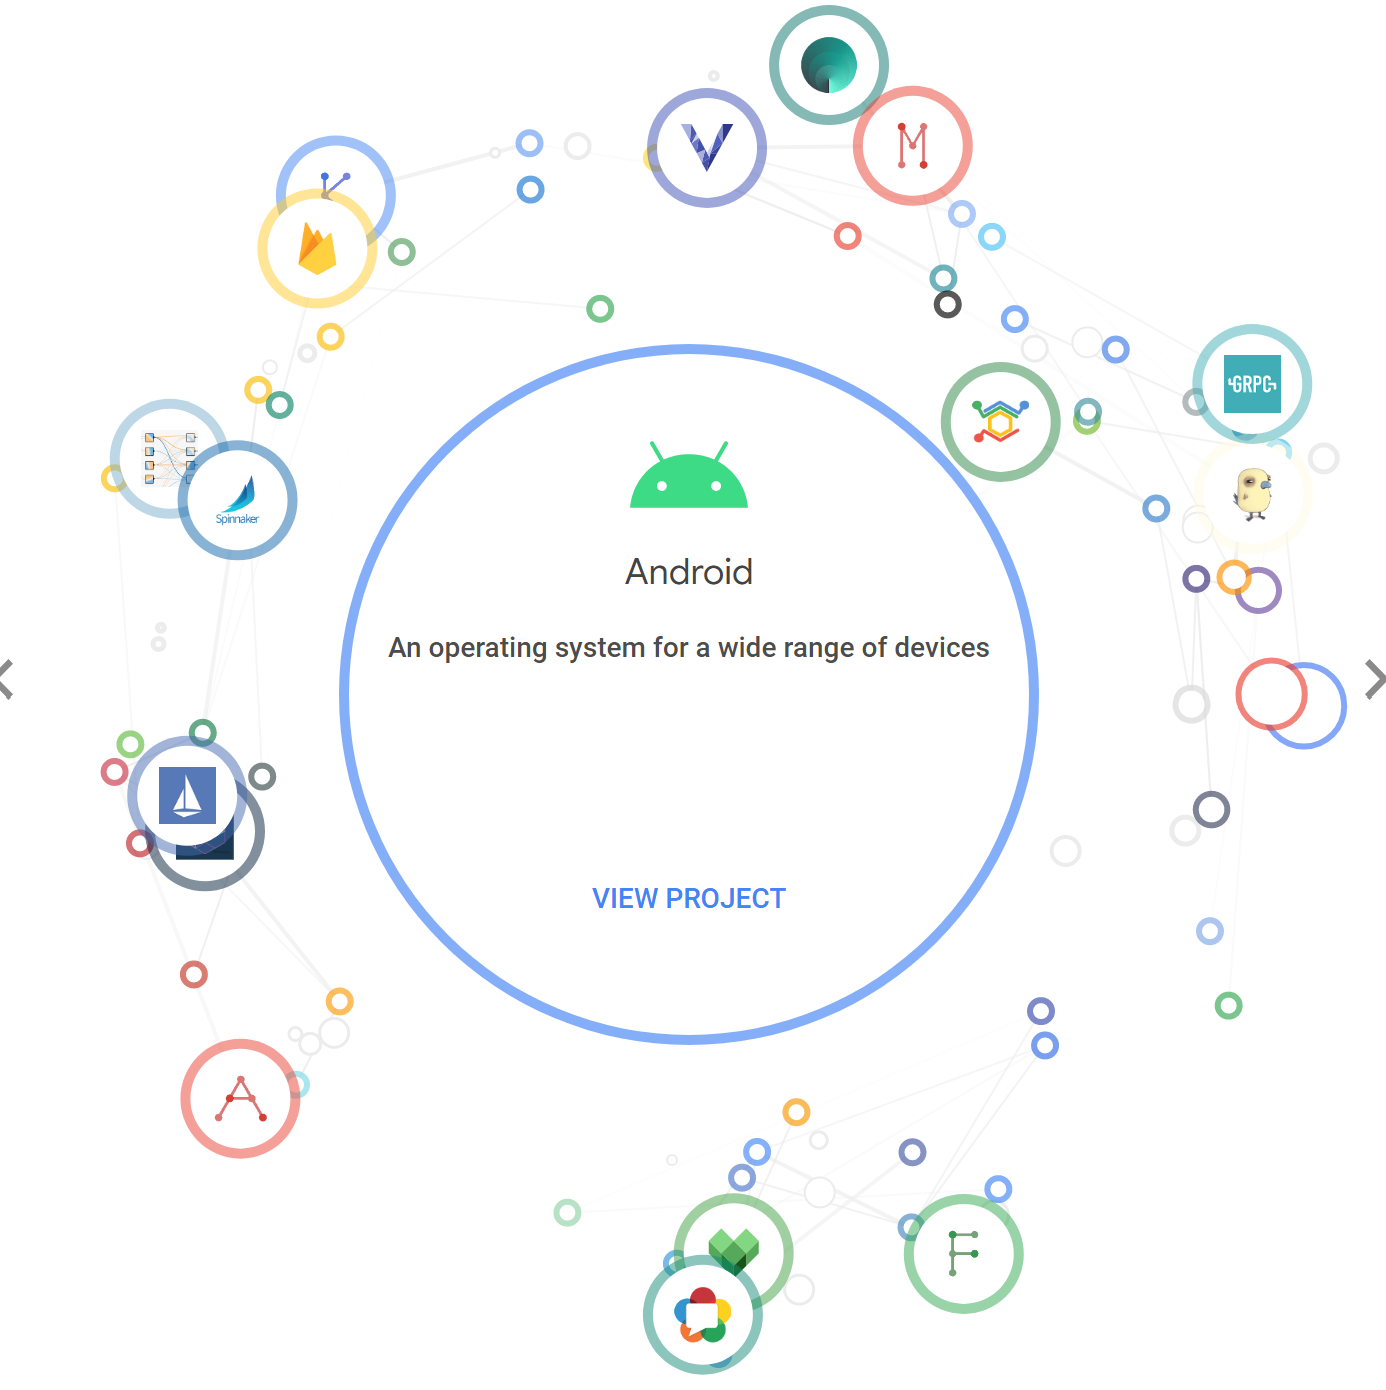 GRPC
Spinnaker
Android
An operating system for a wide range of devices
VIEW PROJECT